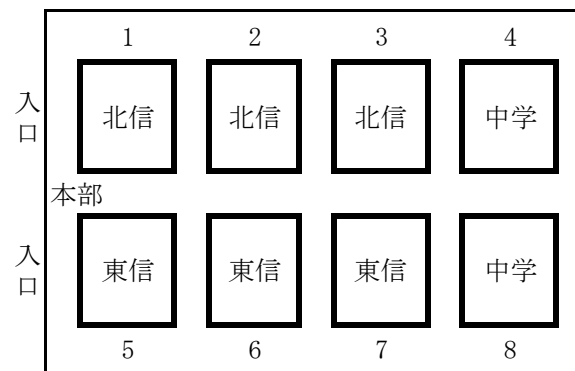 1 2 3 4
入口
北信 北信 北信 中学
本部
入口
東信 東信 東信 中学
5 6 7 8